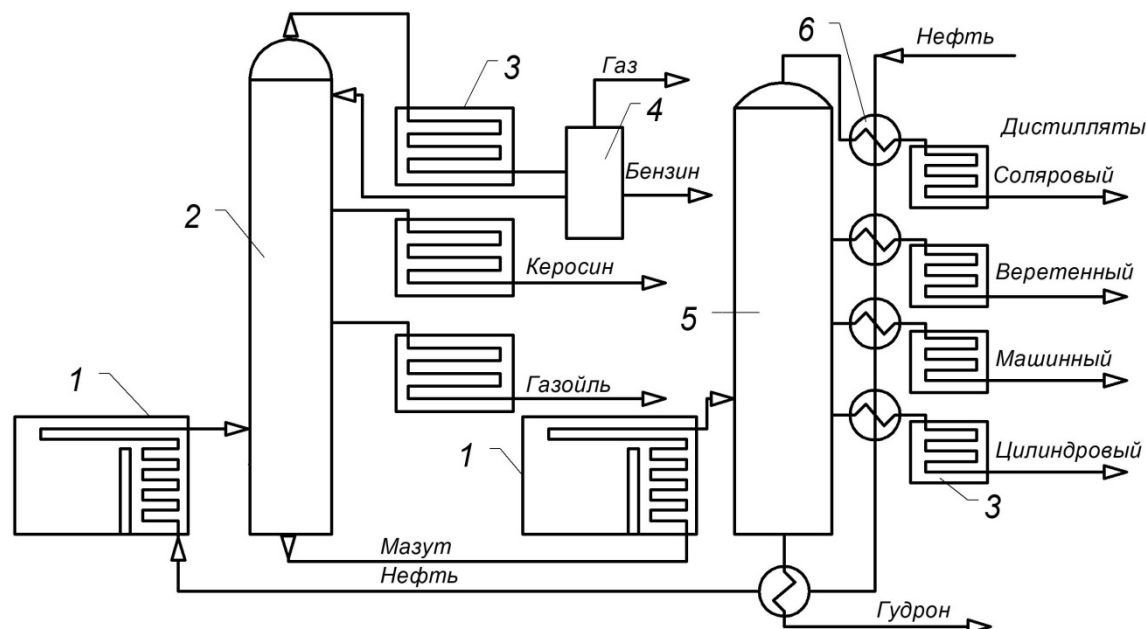 6
Нефть
3
Газ
4
Дистилляты
Бензин
Соляровый
2
Керосин
Веретенный
5
1
Газойль
Машинный
1
Цилиндровый
3
Мазут
Нефть
Гудрон